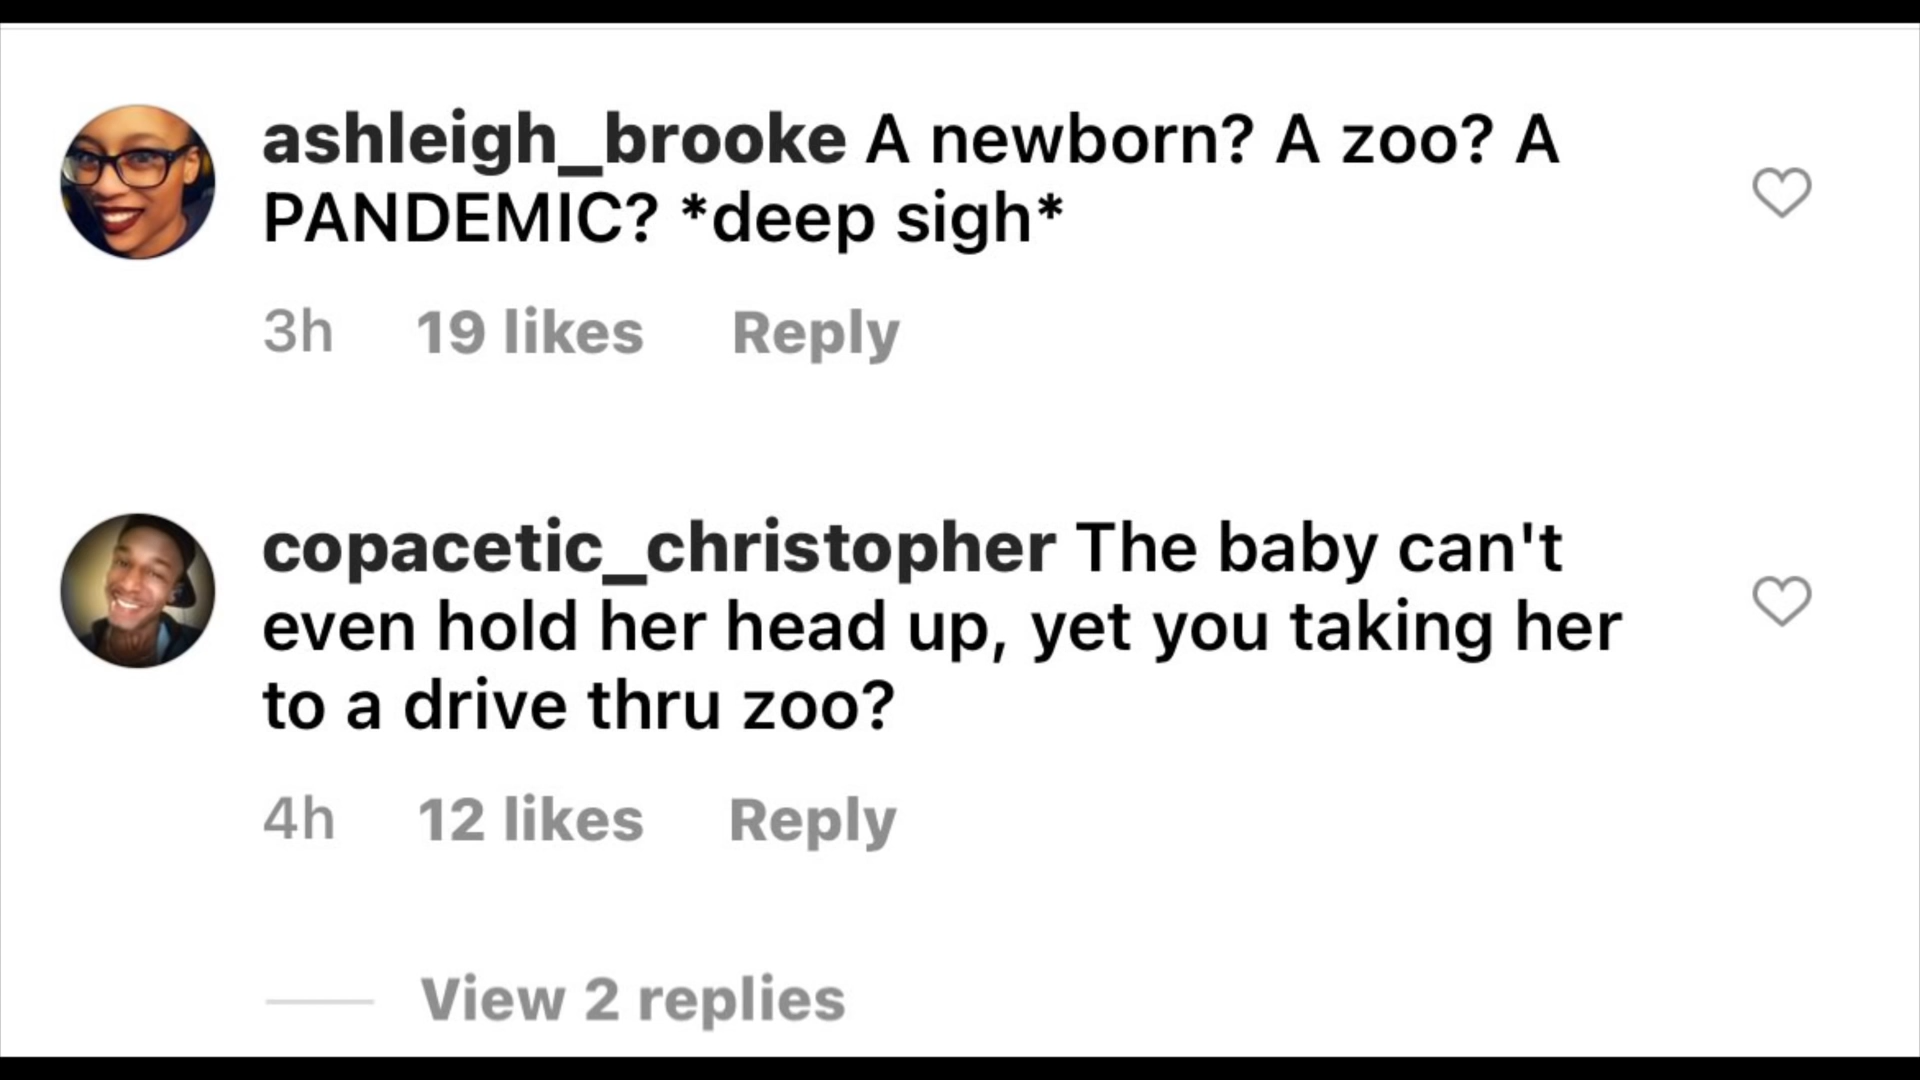 ashleigh_brooke A newborn? A zoo? A
PANDEMIC? *deep sigh*
3h 19 likes Reply
copacetic_christopher The baby can't
even hold her head up, yet you taking her
to a drive thru zoo?
4h 12 likes Reply
View 2 replies